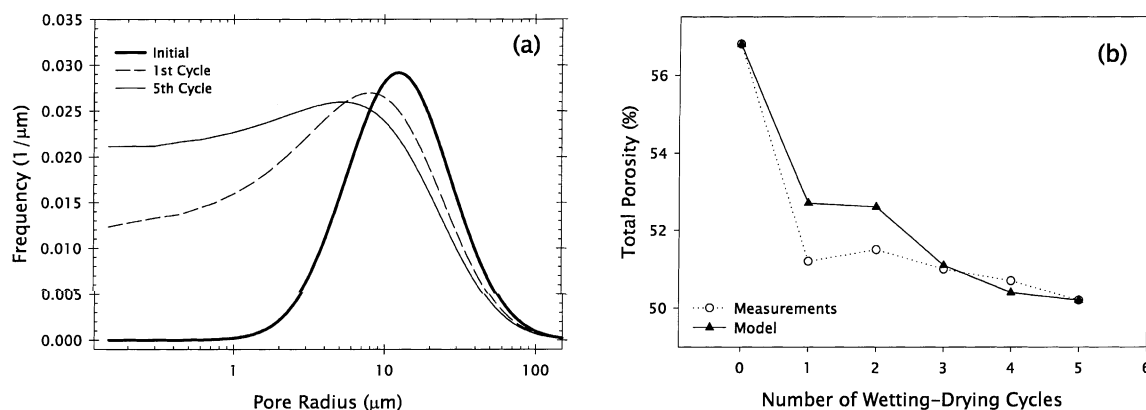 (a)
Initial
1st Cycle
5th Cycle
0.035
0.030
0.025
0.020
0.015
0.010
0.005
0.000
Frequency (1/μm)
1
10
100
Pore Radius (μm)
(b)
56
54
52
50
Total Porosity (%)
Measurements
Model
0
1
2
3
4
5
6
Number of Wetting-Drying Cycles